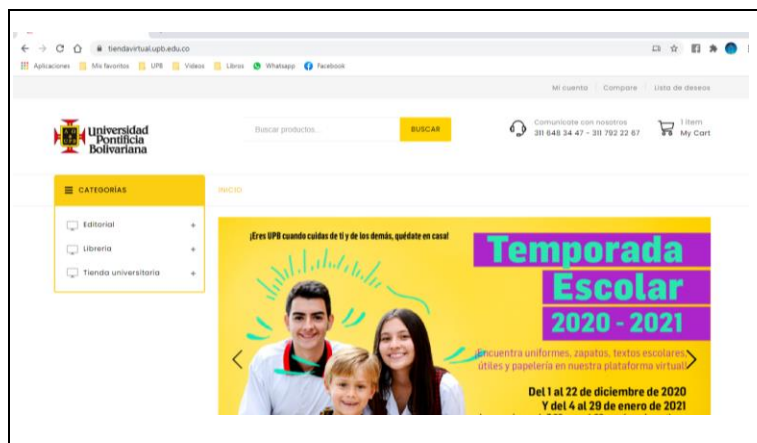 tiendavirtual.upb.edu.co
Aplicaciones Mis favoritos UPB Videos Libros Whatsapp Facebook
Mi cuenta Compare Lista de deseos
Universidad
Pontificia
Bolivariana
Buscar productos...
BUSCAR
Comunícate con nosotros
311 648 34 47 - 311 792 22 67
1 item
My Cart
CATEGORÍAS
INICIO
Editorial
Librería
Tienda universitaria
¡Eres UPB cuando cuidas de ti y de los demás, quédate en casa!
Temporada
Escolar
2020 - 2021
¡Encuentra uniformes, zapatos, textos escolares,
útiles y papelería en nuestra plataforma virtual!
Del 1 al 22 de diciembre de 2020
Y del 4 al 29 de enero de 2021